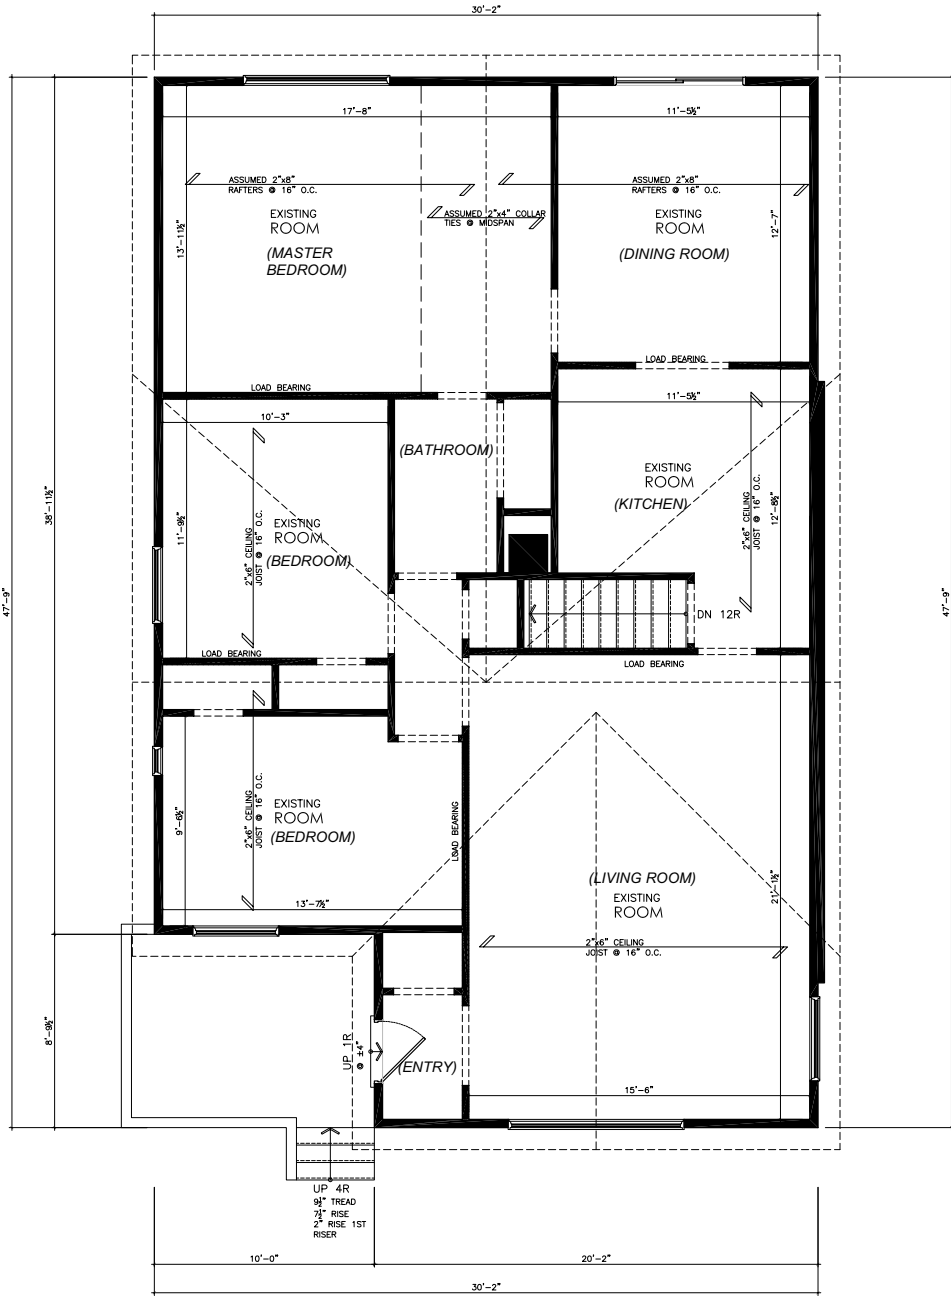 30'-2"
17'-8"
11'-5½"
ASSUMED 2"x8"
RAFTERS @ 16" O.C.
ASSUMED 2"x8"
RAFTERS @ 16" O.C.
EXISTING
ROOM
(MASTER
BEDROOM)
ASSUMED 2"x4" COLLAR
TIES @ MIDSPAN
EXISTING
ROOM
(DINING ROOM)
13'-11½"
12'-7"
LOAD BEARING
LOAD BEARING
10'-3"
11'-5½"
(BATHROOM)
EXISTING
ROOM
(KITCHEN)
2"x6" CEILING
JOIST @ 16" O.C.
12'-8½"
38'-11½"
11'-9½"
2"x6" CEILING
JOIST @ 16" O.C.
EXISTING
ROOM
(BEDROOM)
47'-9"
47'-9"
DN 12R
LOAD BEARING
LOAD BEARING
9'-6½"
2"x6" CEILING
JOIST @ 16" O.C.
EXISTING
ROOM
(BEDROOM)
LOAD BEARING
13'-7½"
(LIVING ROOM)
EXISTING
ROOM
21'-1½"
2"x6" CEILING
JOIST @ 16" O.C.
8'-9½"
UP 1R
@ ±4"
(ENTRY)
15'-6"
UP 4R
9½" TREAD
7½" RISE
2" RISE 1ST
RISER
10'-0"
20'-2"
30'-2"